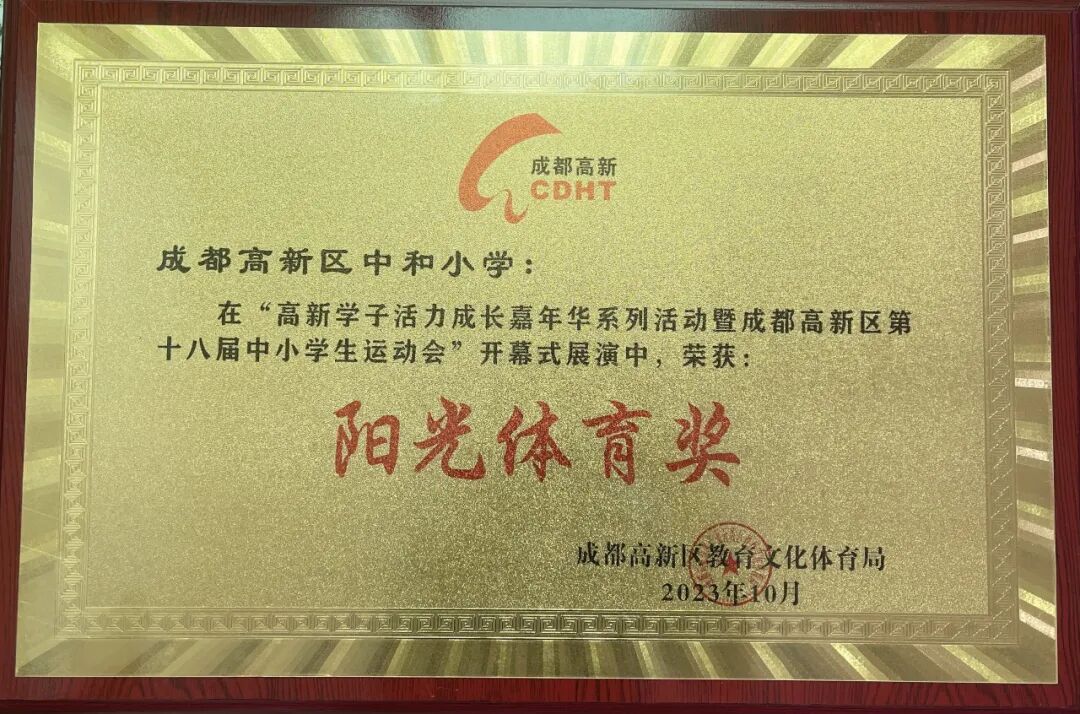 成都高新
CDHT
成都高新区中和小学：
在“高新学子活力成长嘉年华系列活动暨成都高新区第
十八届中小学生运动会”开幕式展演中，荣获：
阳光体育奖
成都高新区教育文化体育局
2023年10月